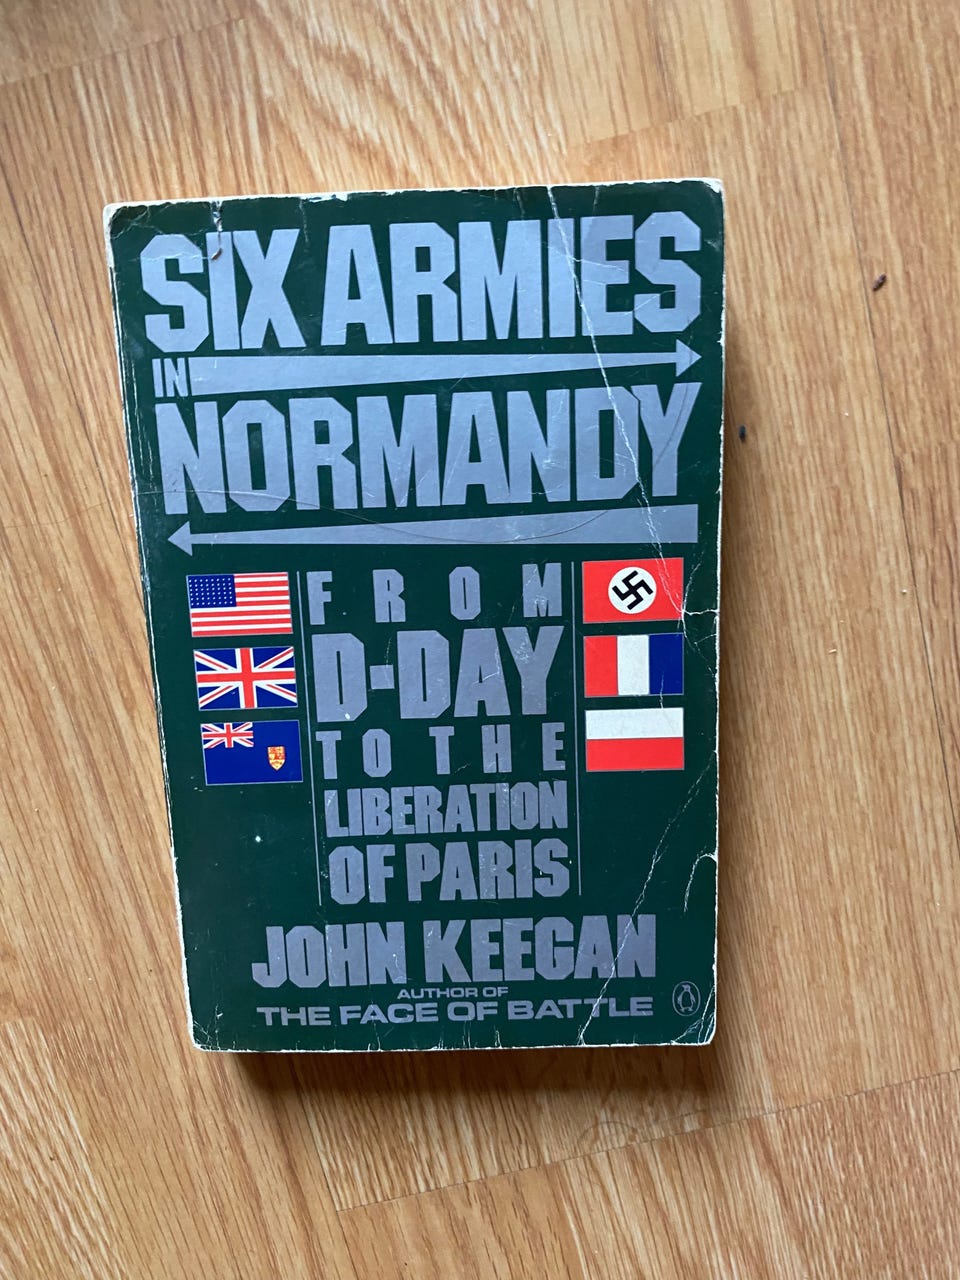 SIX ARMIES
IN
NORMANDY
FROM
D-DAY
TO THE
LIBERATION
OF PARIS
JOHN KEEGAN
AUTHOR OF
THE FACE OF BATTLE